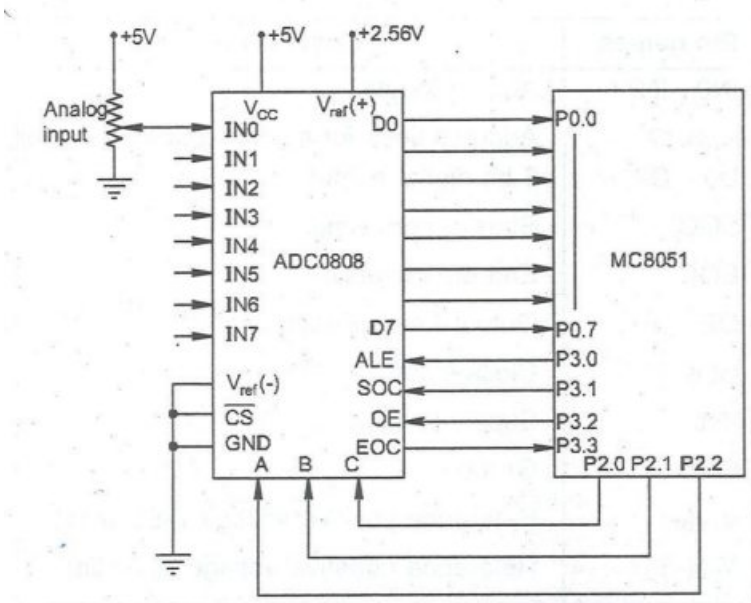 +5V
+5V
+2.56V
Analog
input
Vcc
Vref(+)
D0
P0.0
IN0
IN1
IN2
IN3
IN4
IN5
IN6
IN7
ADC0808
MC8051
D7
P0.7
ALE
P3.0
SOC
P3.1
OE
P3.2
EOC
P3.3
Vref(-)
CS
GND
A B C
P2.0 P2.1 P2.2